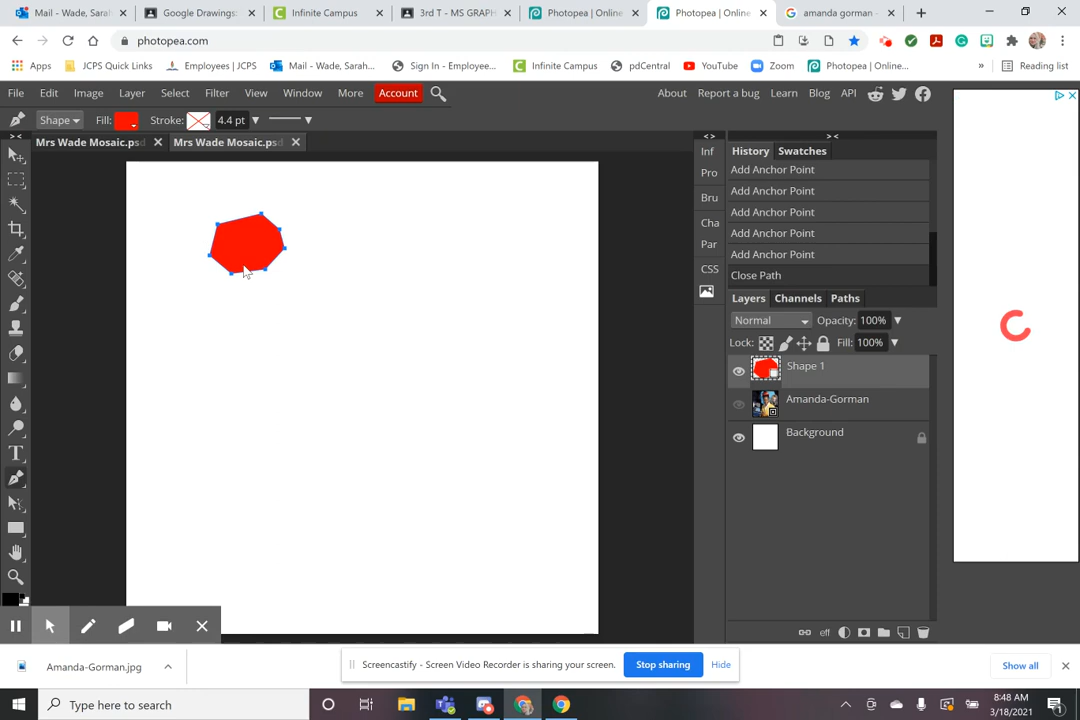 Mail - Wade, Sarah
Google Drawings:
Infinite Campus
3rd T - MS GRAPH
Photopea | Online
Photopea | Online
amanda gorman -
photopea.com
Apps
JCPS Quick Links
Employees | JCPS
Mail - Wade, Sarah...
Sign In - Employee...
Infinite Campus
pdCentral
YouTube
Zoom
Photopea | Online...
»
Reading list
File Edit Image Layer Select Filter View Window More Account
About Report a bug Learn Blog API
Shape Fill: Stroke: 4.4 pt
Mrs Wade Mosaic.psd
Mrs Wade Mosaic.psd
Inf
Pro
Bru
Cha
Par
CSS
History Swatches
Add Anchor Point
Add Anchor Point
Add Anchor Point
Add Anchor Point
Add Anchor Point
Close Path
Layers Channels Paths
Normal Opacity: 100%
Lock: Fill: 100%
Shape 1
Amanda-Gorman
Background
eff
Amanda-Gorman.jpg
Screencastify - Screen Video Recorder is sharing your screen.
Stop sharing
Hide
Show all
Type here to search
8:48 AM
3/18/2021